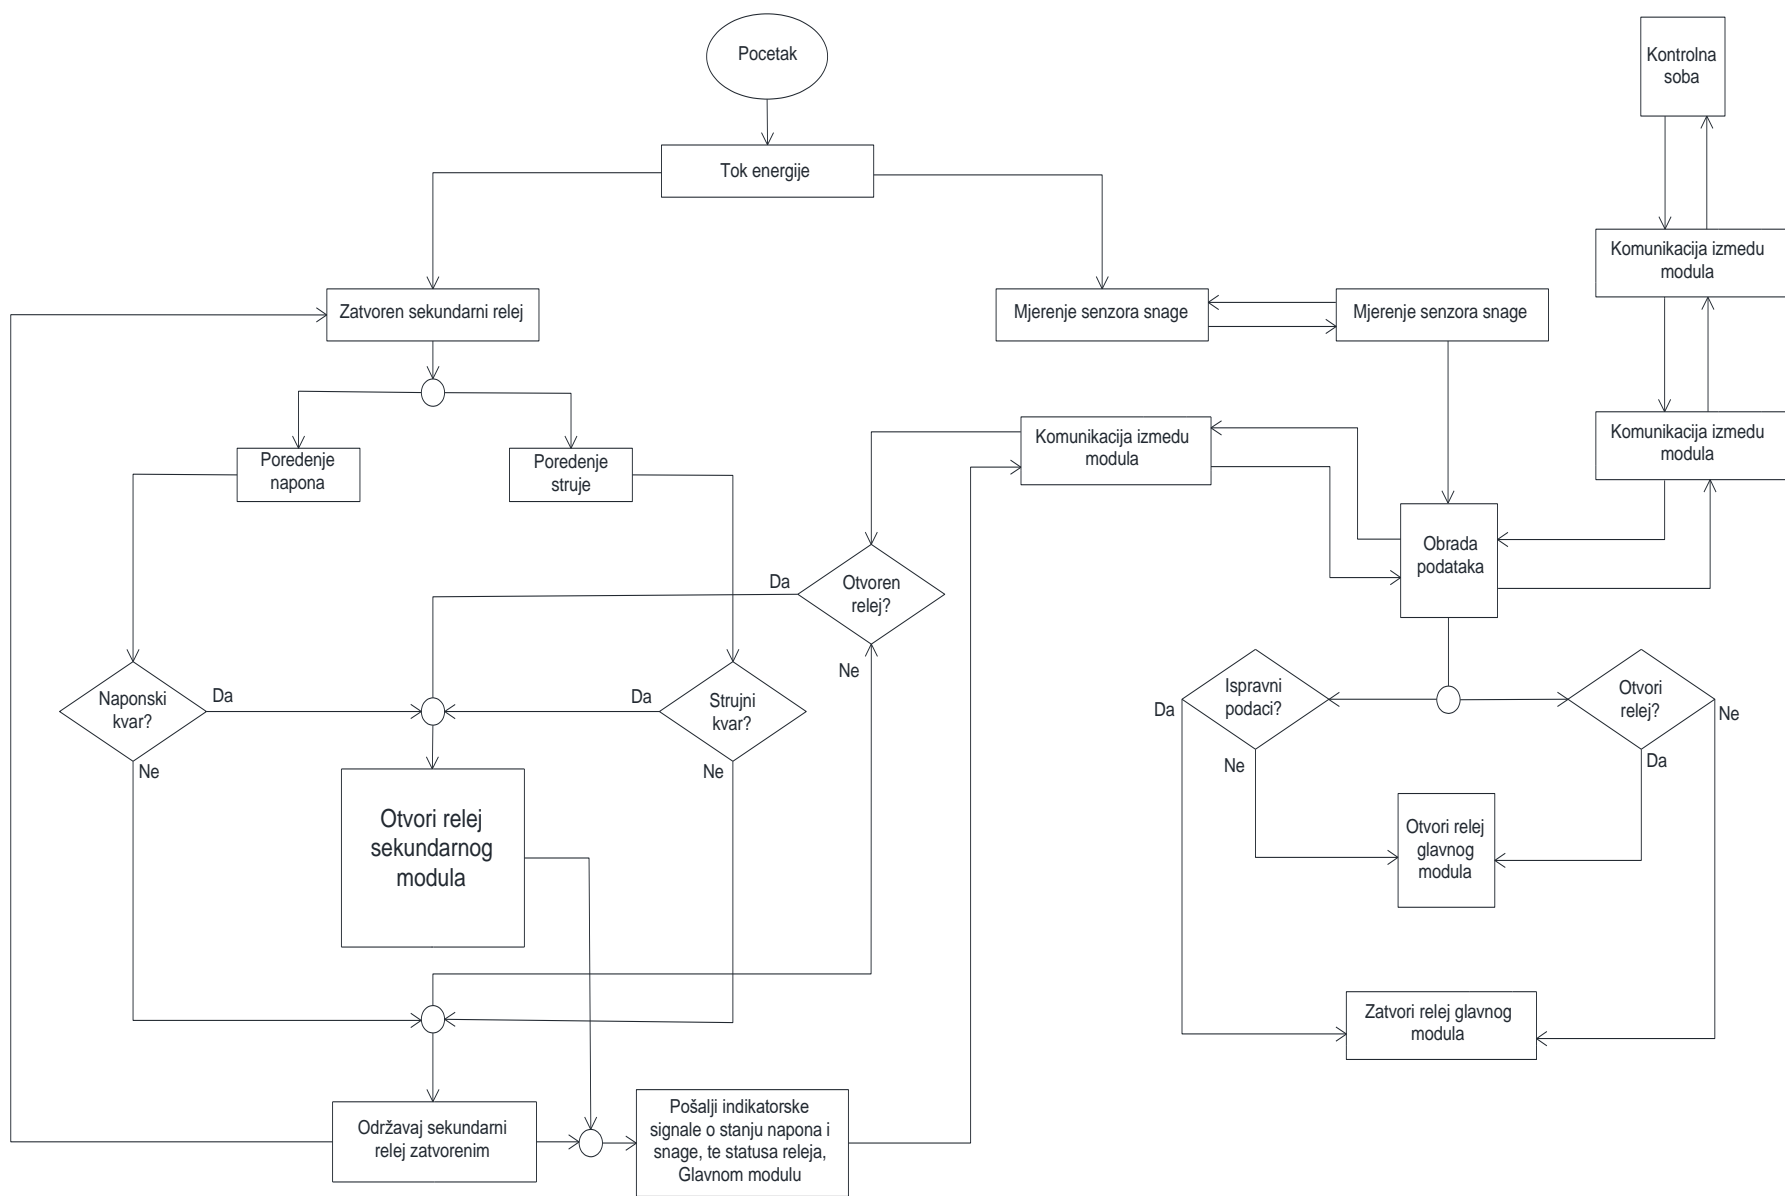 Pocetak
Kontrolna
soba
Tok energije
Komunikacija izmedu
modula
Zatvoren sekundarni relej
Mjerenje senzora snage
Mjerenje senzora snage
Komunikacija izmedu
modula
Komunikacija izmedu
modula
Poredenje
napona
Poredenje
struje
Obrada
podataka
Da
Otvoren
relej?
Ne
Naponski
kvar?
Da
Ne
Da
Strujni
kvar?
Ne
Da
Ispravni
podaci?
Ne
Otvori
relej?
Ne
Da
Otvori relej
sekundarnog
modula
Otvori relej
glavnog
modula
Zatvori relej glavnog
modula
Održavaj sekundarni
relej zatvorenim
Pošalji indikatorske
signale o stanju napona i
snage, te statusa releja,
Glavnom modulu